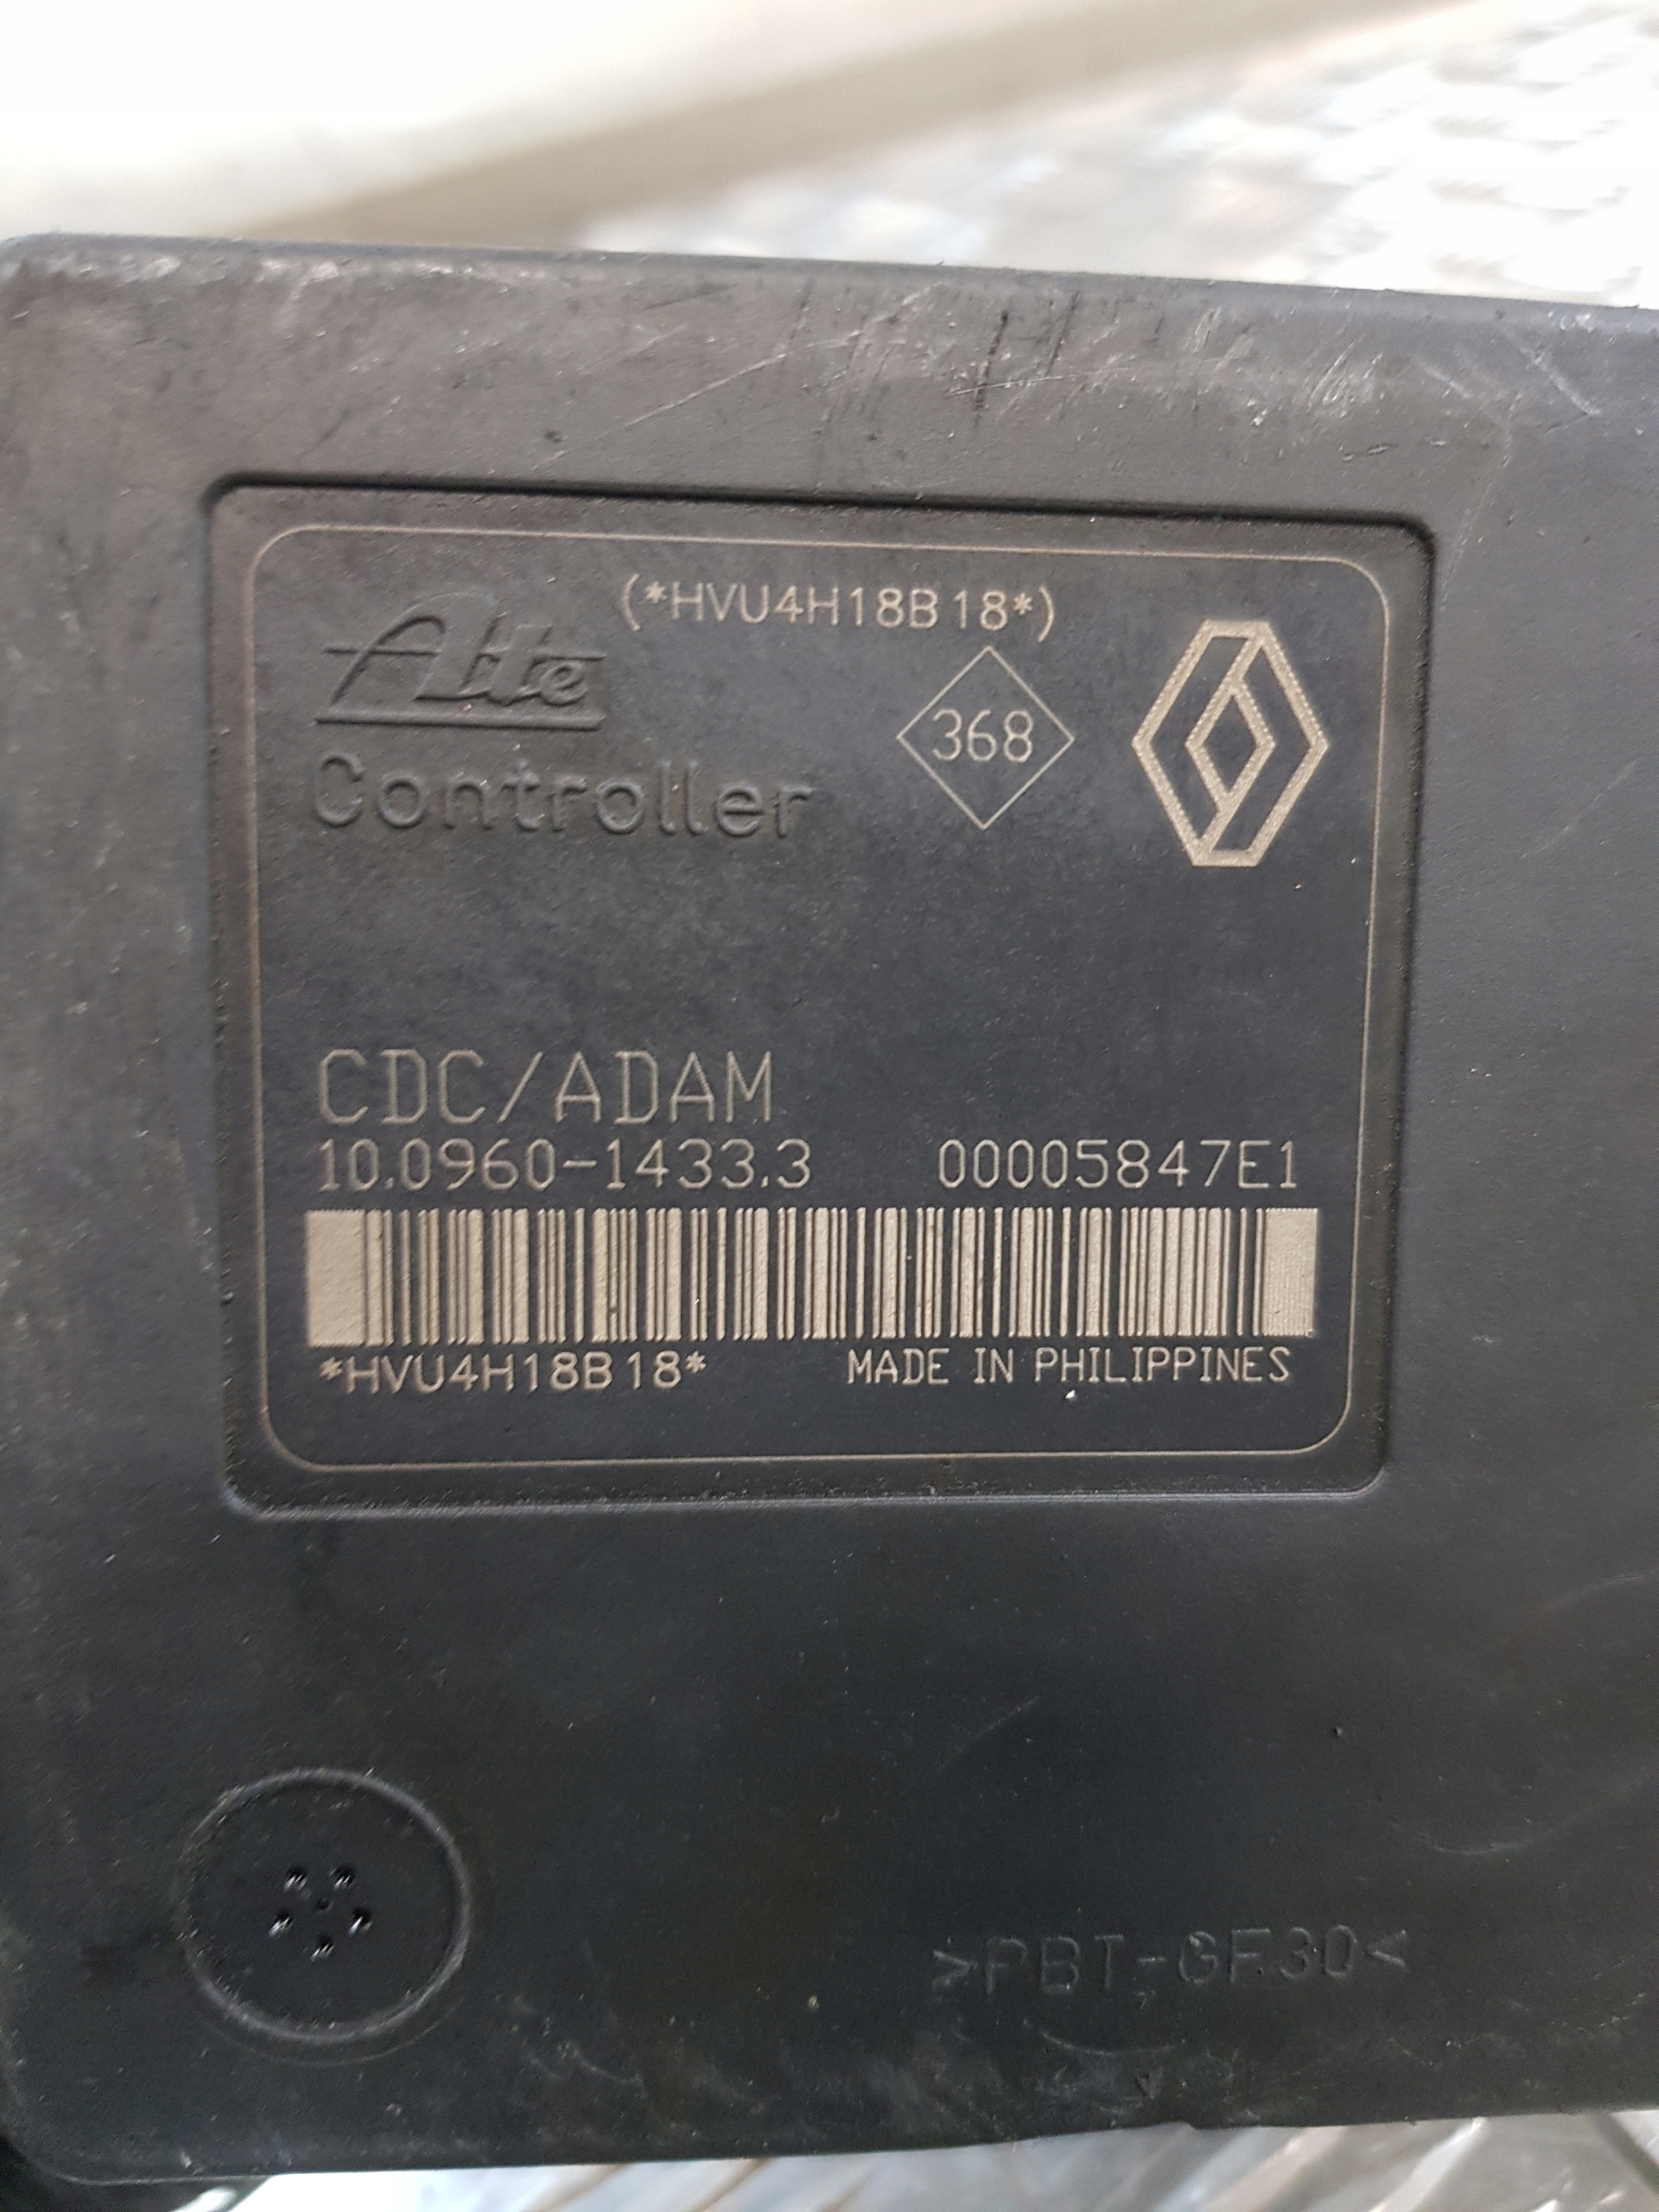 (*HVU4H18B18*)
Ate
368
Controller
CDC/ADAM
10.0960-1433.3 00005847E1
*HVU4H18B18* MADE IN PHILIPPINES
>PBT-GF30<